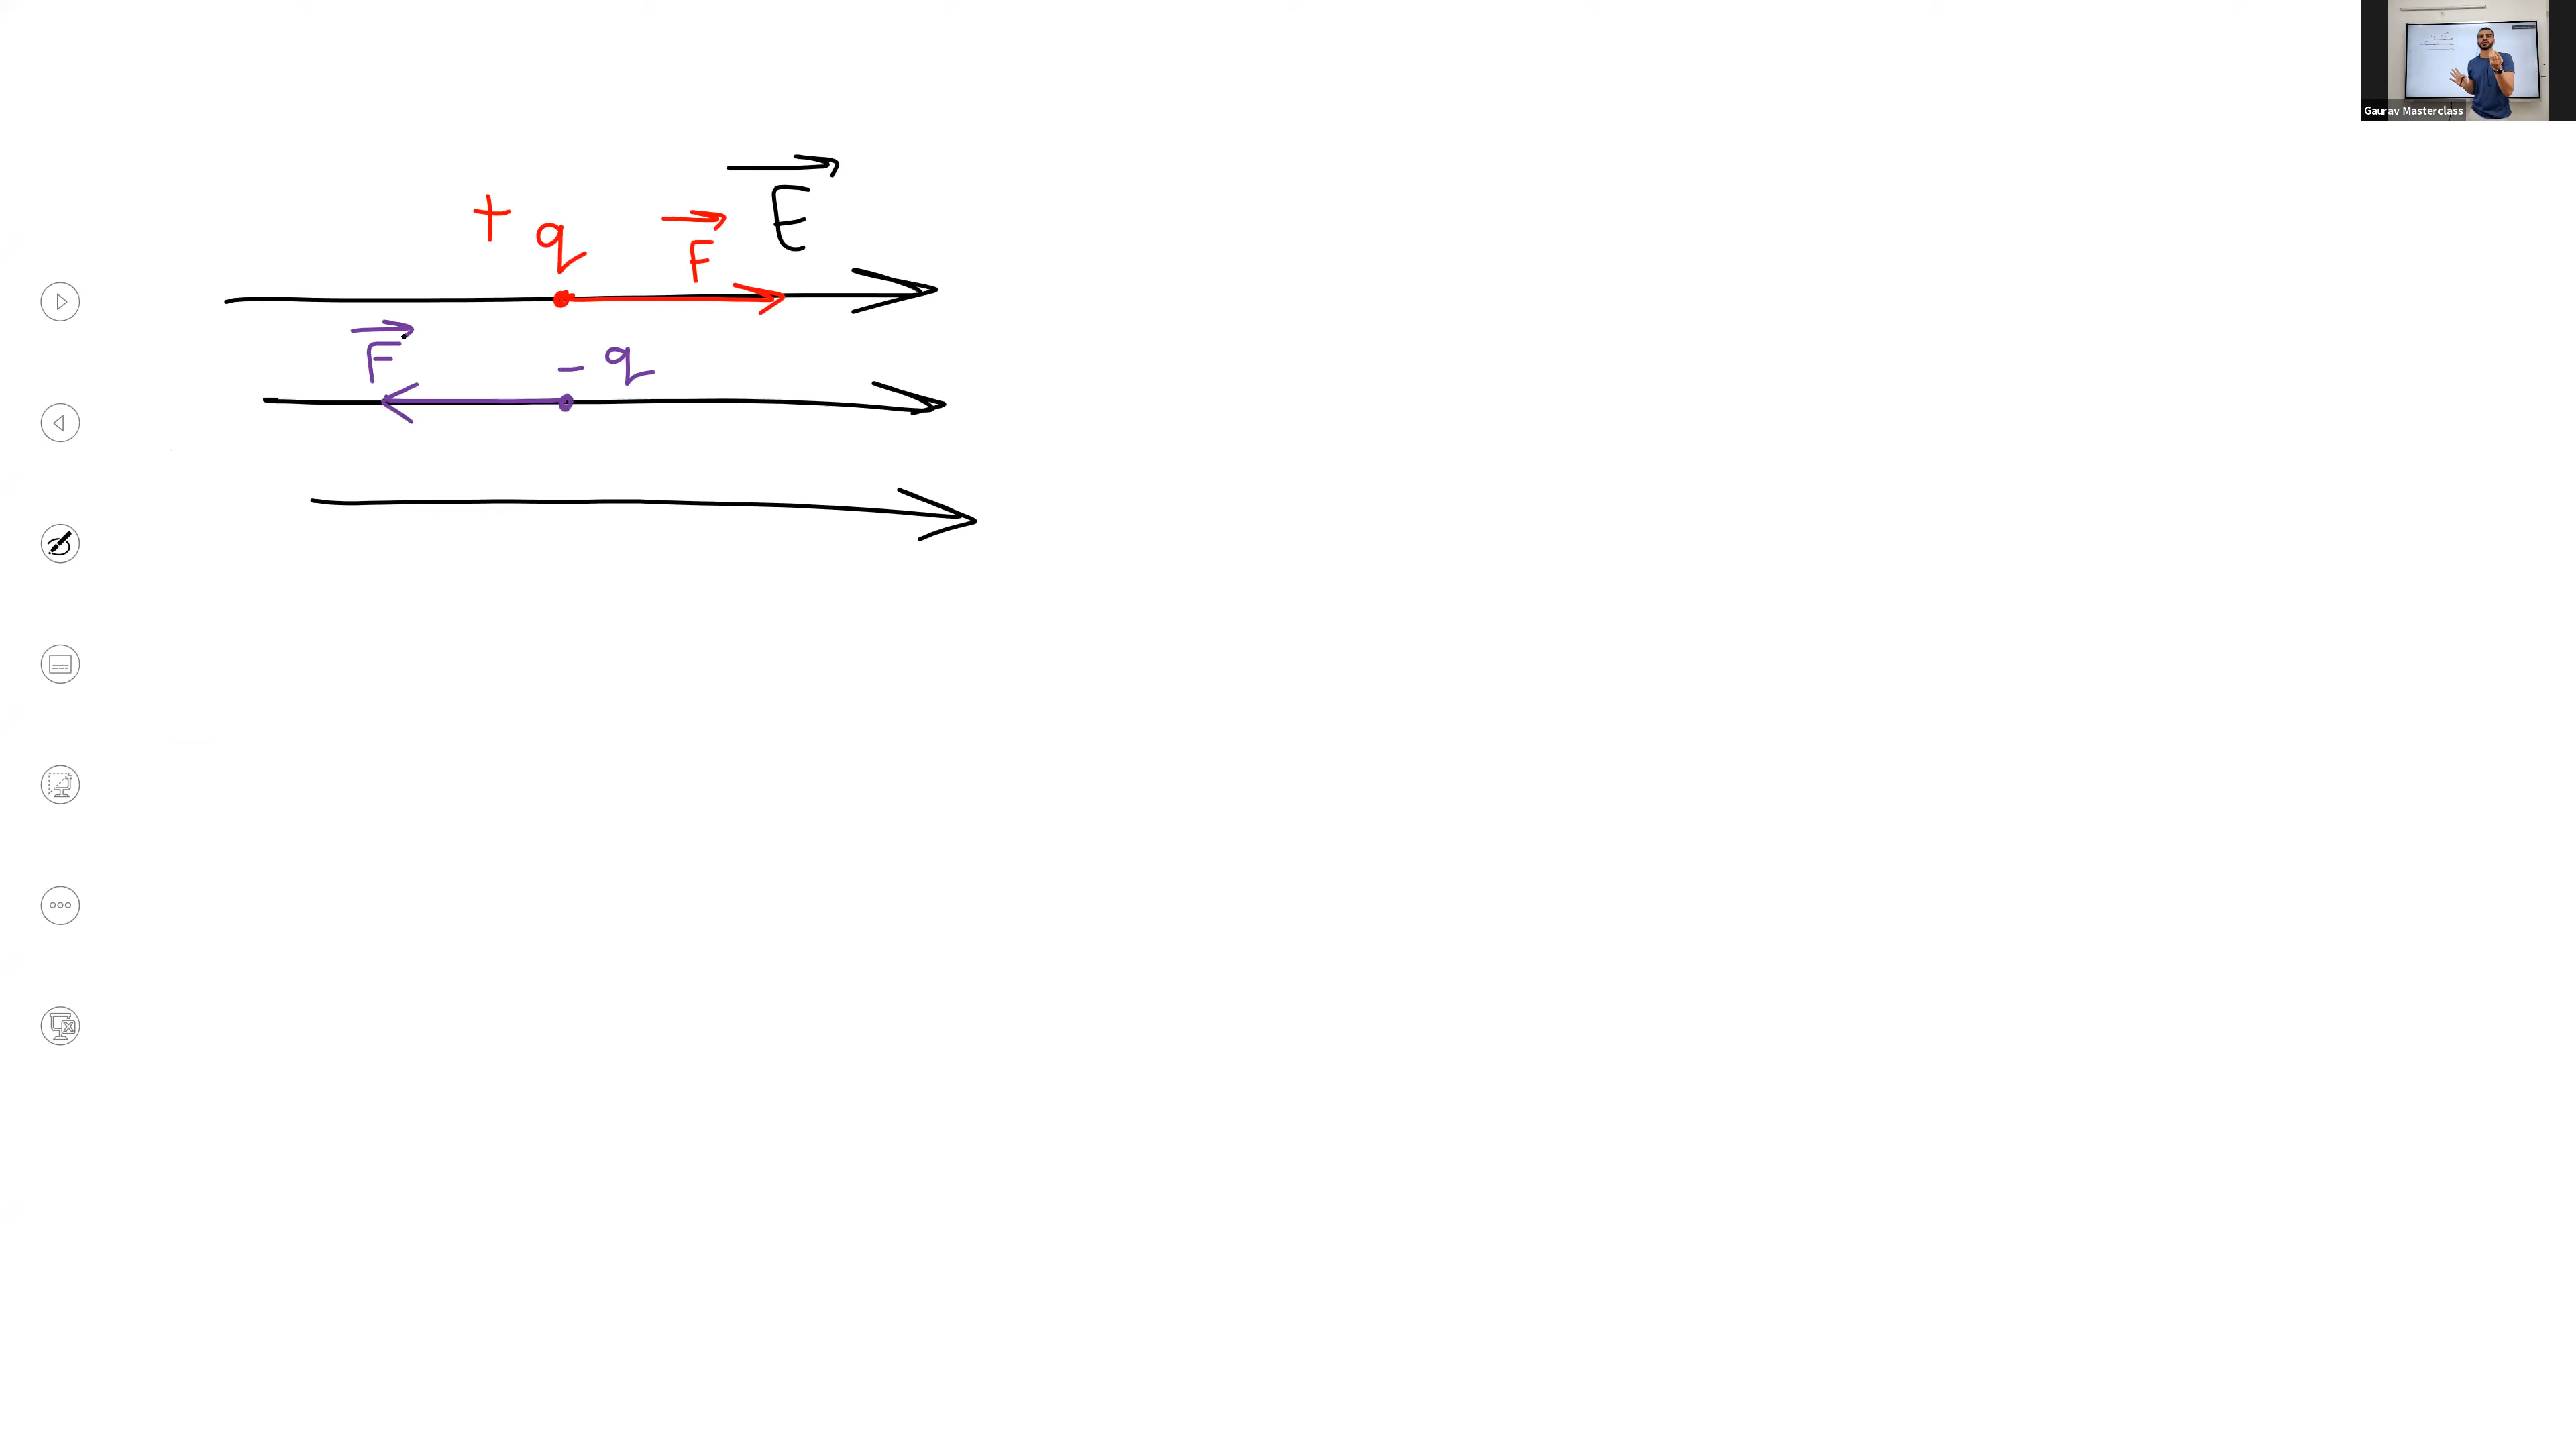 Gaurav Masterclass
E
+ q
F
F
- q